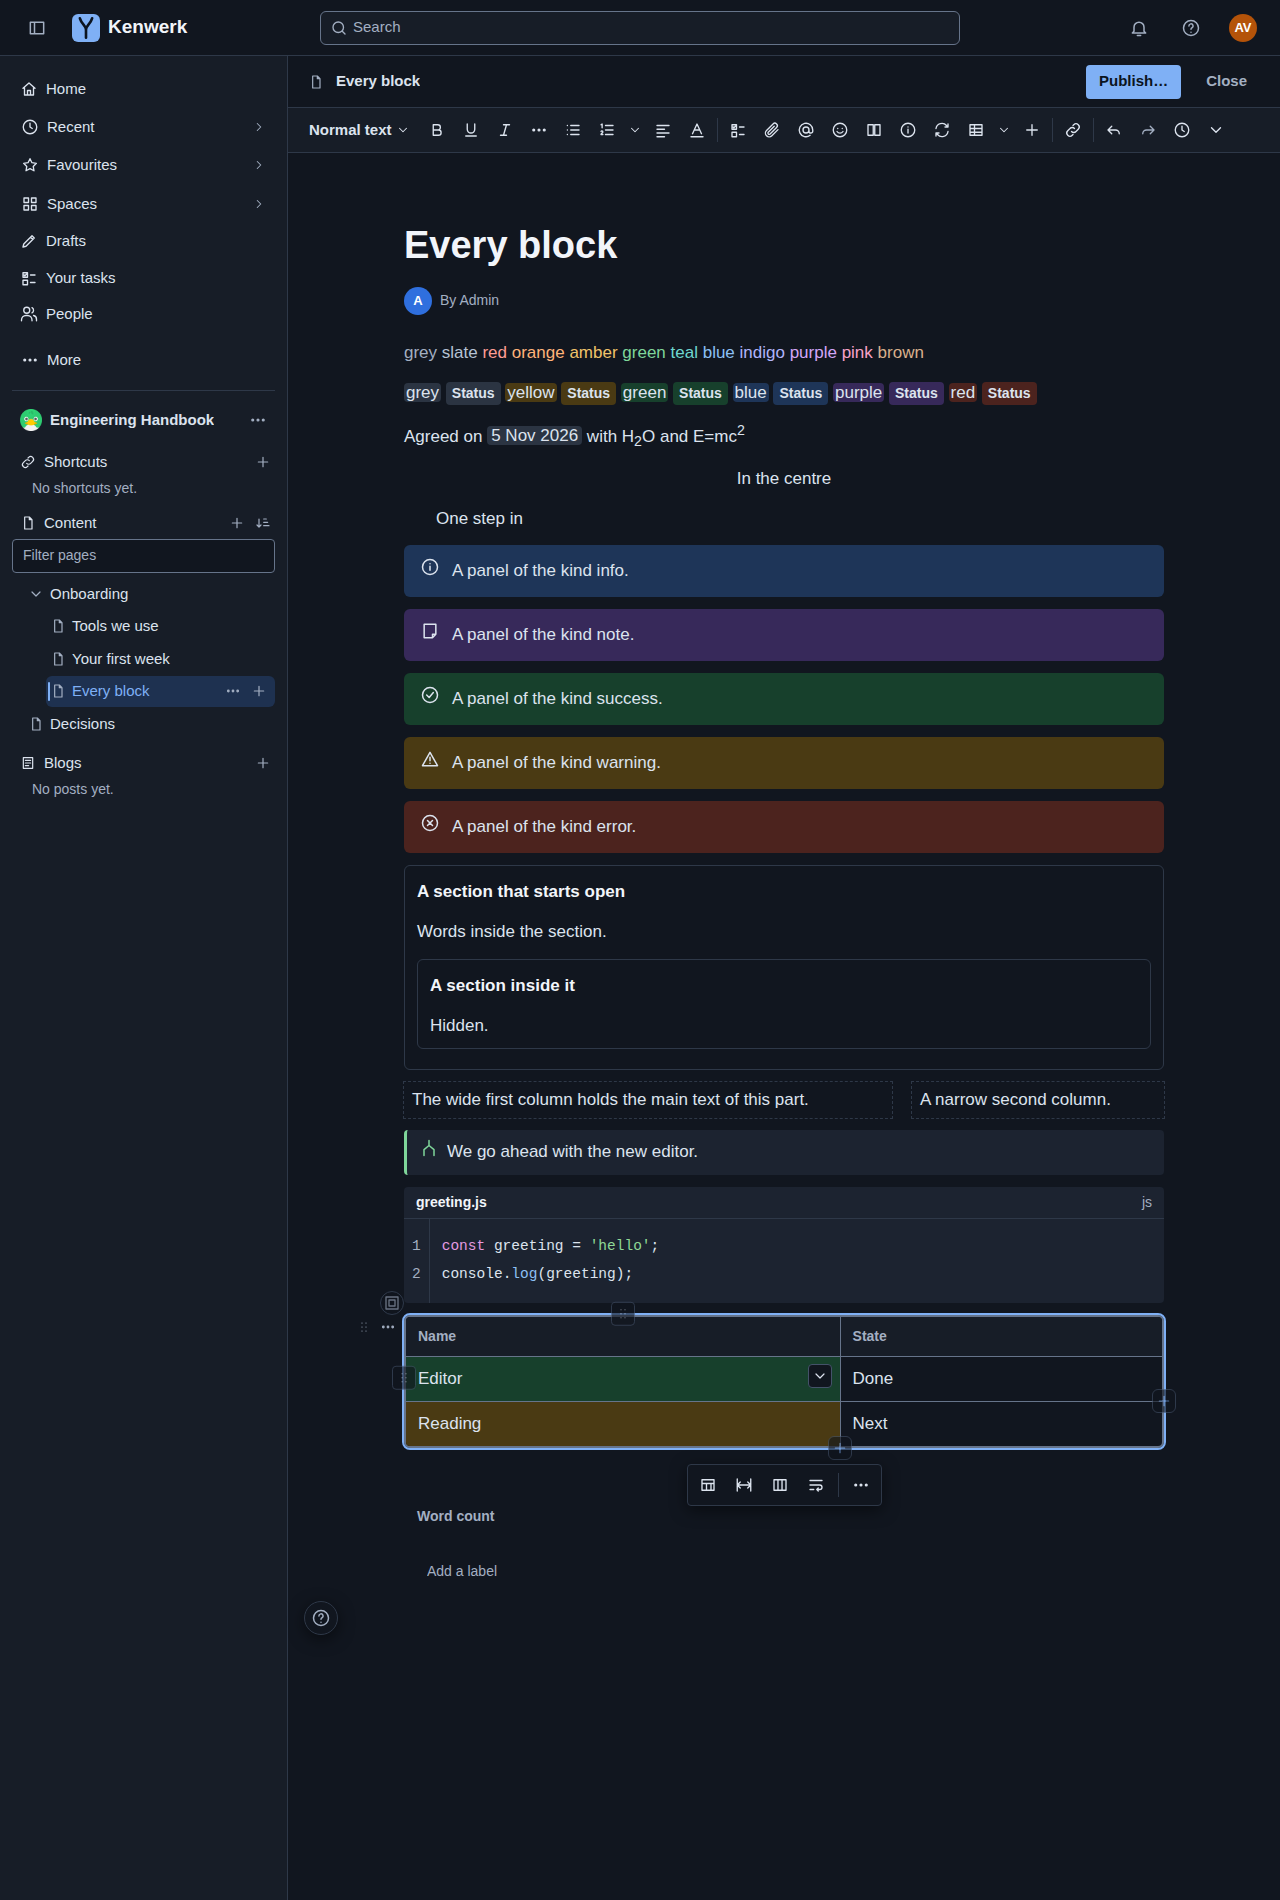 Kenwerk
Search
AV
Home
Recent
Favourites
Spaces
Drafts
Your tasks
People
More
Engineering Handbook
Shortcuts
No shortcuts yet.
Content
Filter pages
Onboarding
Tools we use
Your first week
Every block
Decisions
Blogs
No posts yet.
Every block
Publish…
Close
Normal text
Every block
A By Admin
grey slate red orange amber green teal blue indigo purple pink brown
grey Status yellow Status green Status blue Status purple Status red Status
Agreed on 5 Nov 2026 with H2O and E=mc2
In the centre
One step in
A panel of the kind info.
A panel of the kind note.
A panel of the kind success.
A panel of the kind warning.
A panel of the kind error.
A section that starts open
Words inside the section.
A section inside it
Hidden.
The wide first column holds the main text of this part.
A narrow second column.
We go ahead with the new editor.
greeting.js js
1 const greeting = 'hello';
2 console.log(greeting);
Name State
Editor Done
Reading Next
Word count
Add a label